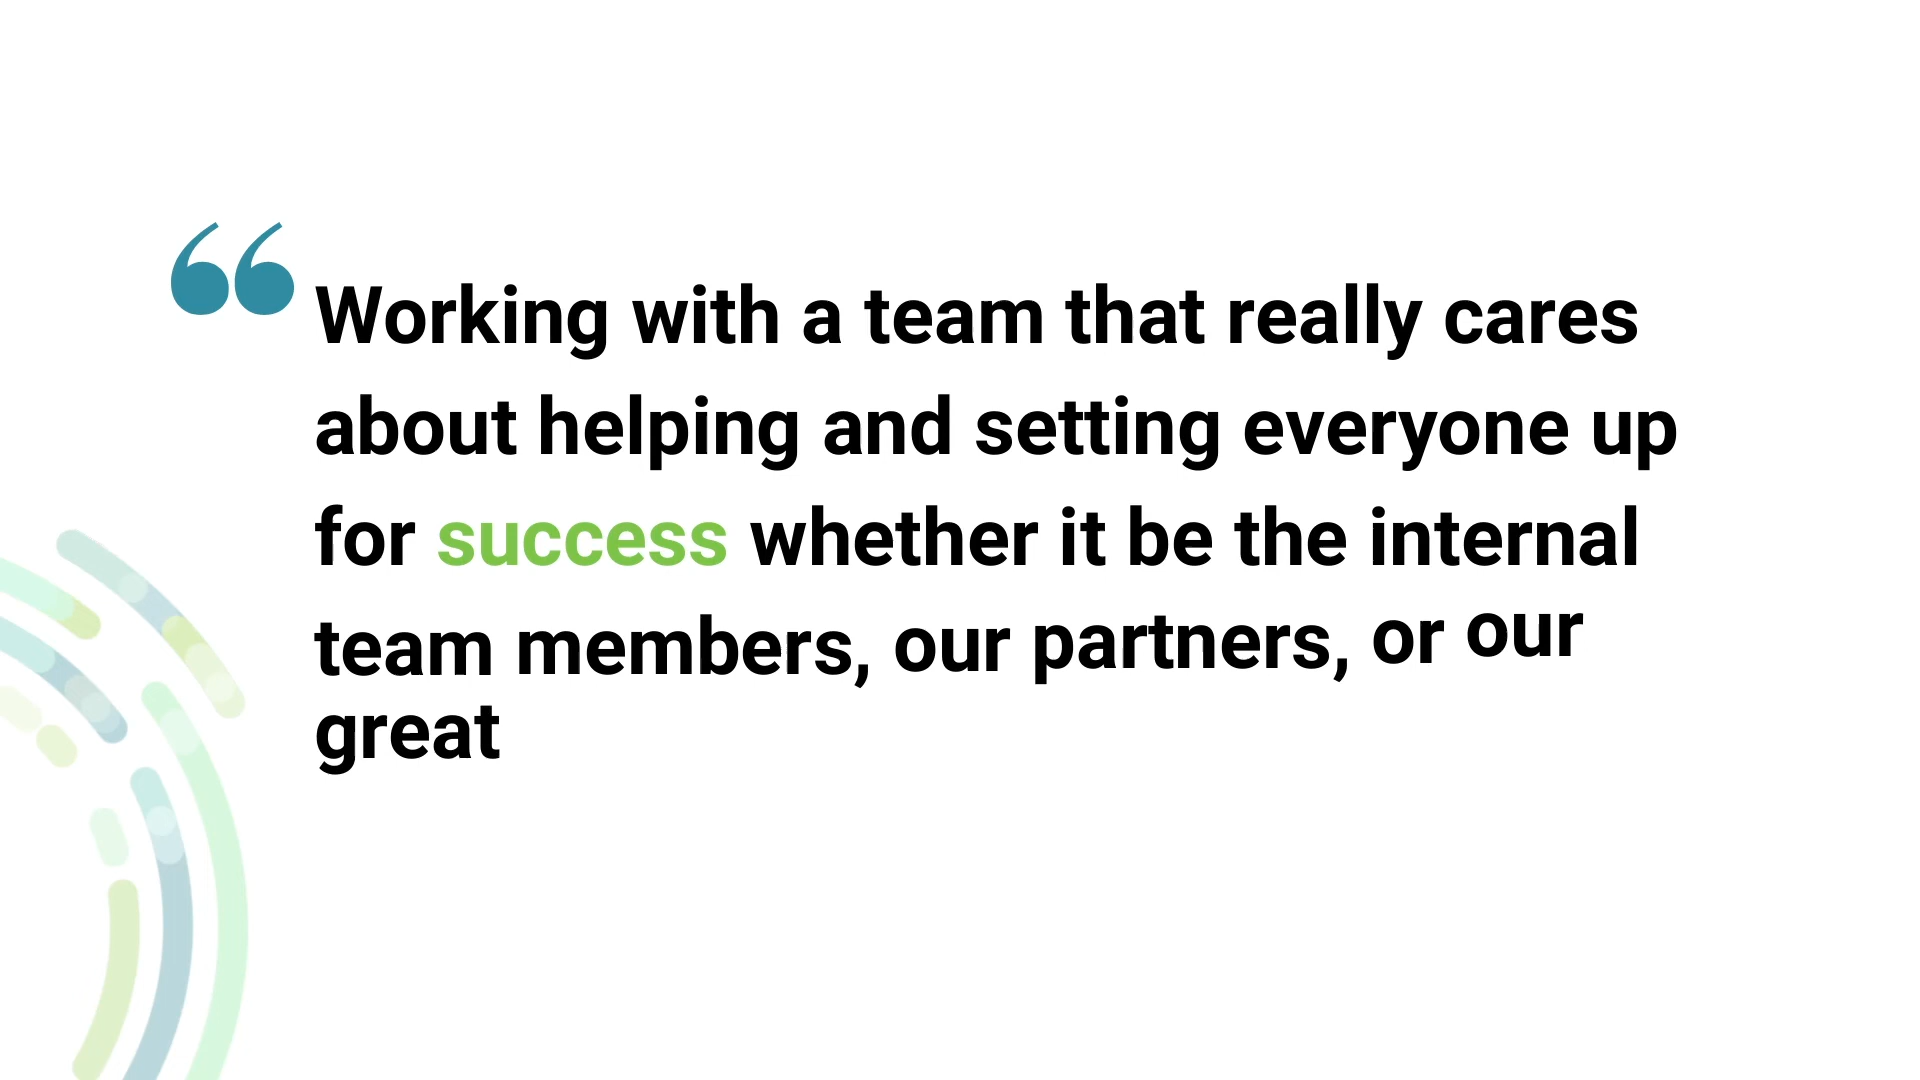 “Working with a team that really cares
about helping and setting everyone up
for success whether it be the internal
team members, our partners, or our
great